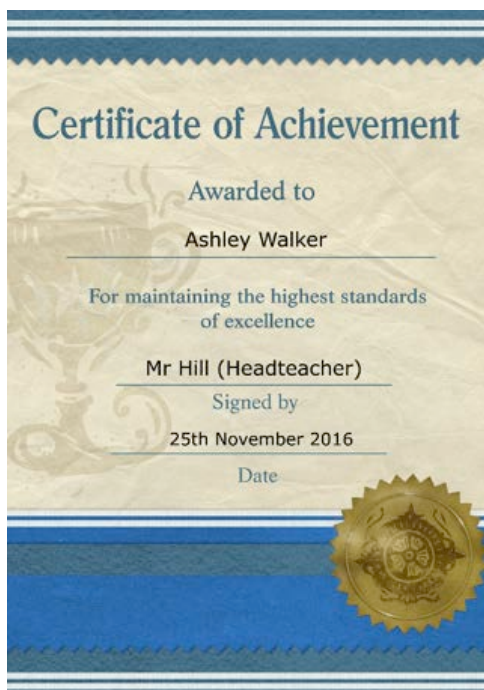 Certificate of Achievement
Awarded to
Ashley Walker
For maintaining the highest standards
of excellence
Mr Hill (Headteacher)
Signed by
25th November 2016
Date